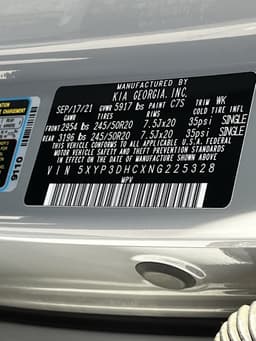 MANUFACTURED BY
KIA GEORGIA, INC.
SEP/17/21 GVWR 5917 lbs PAINT C7S TRIM WK
GAWR TIRES RIMS COLD TIRE INFL
FRONT 2954 lbs 245/50R20 7.5Jx20 35psi SINGLE
REAR 3196 lbs 245/50R20 7.5Jx20 35psi SINGLE
THIS VEHICLE CONFORMS TO ALL APPLICABLE U.S.A. FEDERAL
MOTOR VEHICLE SAFETY AND THEFT PREVENTION STANDARDS
IN EFFECT ON THE DATE OF MANUFACTURE SHOWN ABOVE
VIN 5XYP3DHCXNG225328
MPV
0116